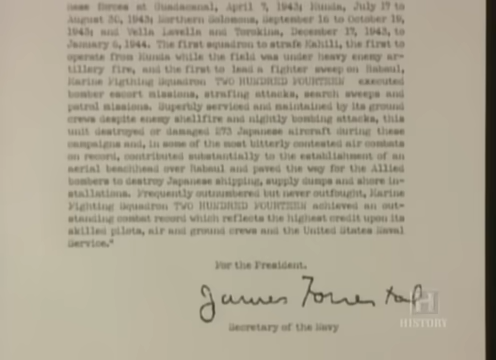 nese forces at Guadalcanal, April 7, 1943; Munda, July 17 to
August 30, 1943; Northern Solomons, September 16 to October 19,
1943; and Vella Lavella and Torokina, December 17, 1943, to
January 6, 1944. The first squadron to strafe Kahili, the first to
operate from Munda while the field was under heavy enemy ar-
tillery fire, and the first to lead a fighter sweep on Rabaul,
Marine Fighting Squadron TWO HUNDRED FOURTEEN executed
bomber escort missions, strafing attacks, search sweeps and
patrol missions. Superbly serviced and maintained by its ground
crews despite enemy shellfire and nightly bombing attacks, this
unit destroyed or damaged 273 Japanese aircraft during these
campaigns and, in some of the most bitterly contested air combats
on record, contributed substantially to the establishment of an
aerial beachhead over Rabaul and paved the way for the Allied
bombers to destroy Japanese shipping, supply dumps and shore in-
stallations. Frequently outnumbered but never outfought, Marine
Fighting Squadron TWO HUNDRED FOURTEEN achieved an out-
standing combat record which reflects the highest credit upon its
skilled pilots, air and ground crews and the United States Naval
Service."
For the President.
James Forrestal
H
HISTORY
Secretary of the Navy